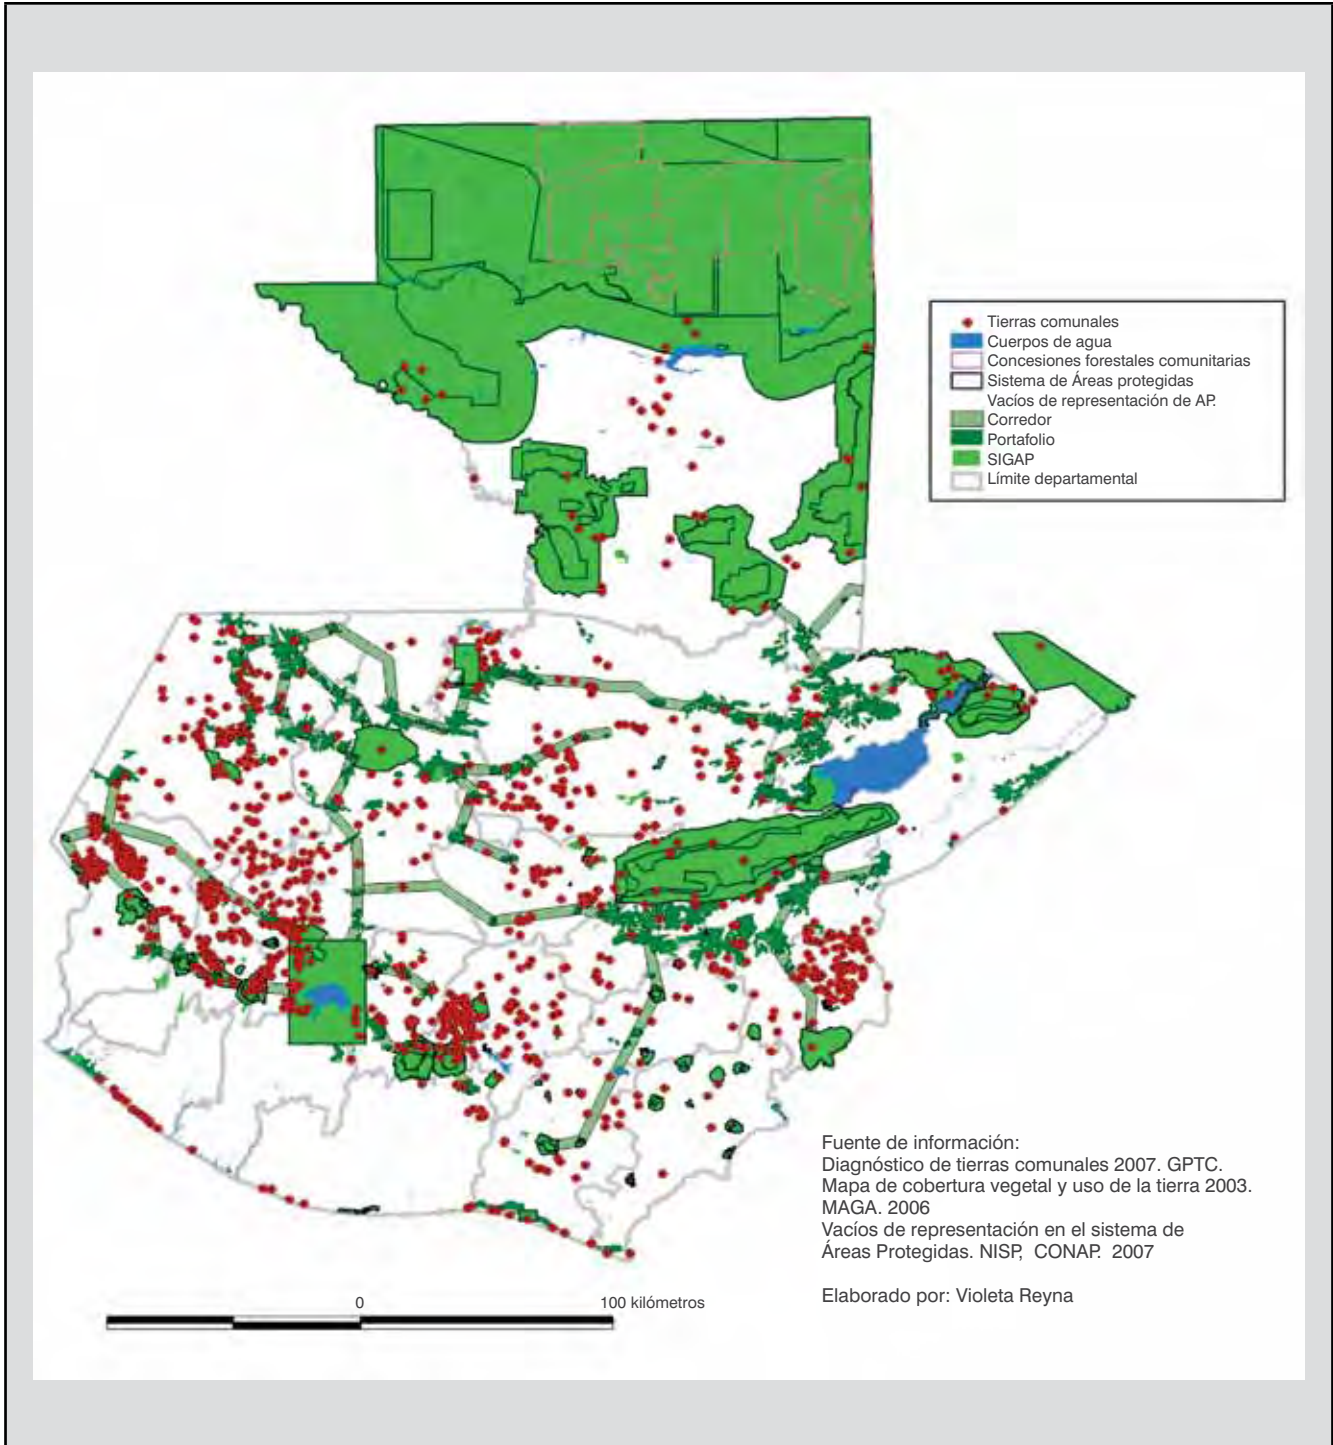 Tierras comunales
Cuerpos de agua
Concesiones forestales comunitarias
Sistema de Áreas protegidas
Vacíos de representación de AP.
Corredor
Portafolio
SIGAP
Límite departamental
Fuente de información:
Diagnóstico de tierras comunales 2007. GPTC.
Mapa de cobertura vegetal y uso de la tierra 2003.
MAGA. 2006
Vacíos de representación en el sistema de
Áreas Protegidas. NISP, CONAP. 2007
Elaborado por: Violeta Reyna
0 100 kilómetros